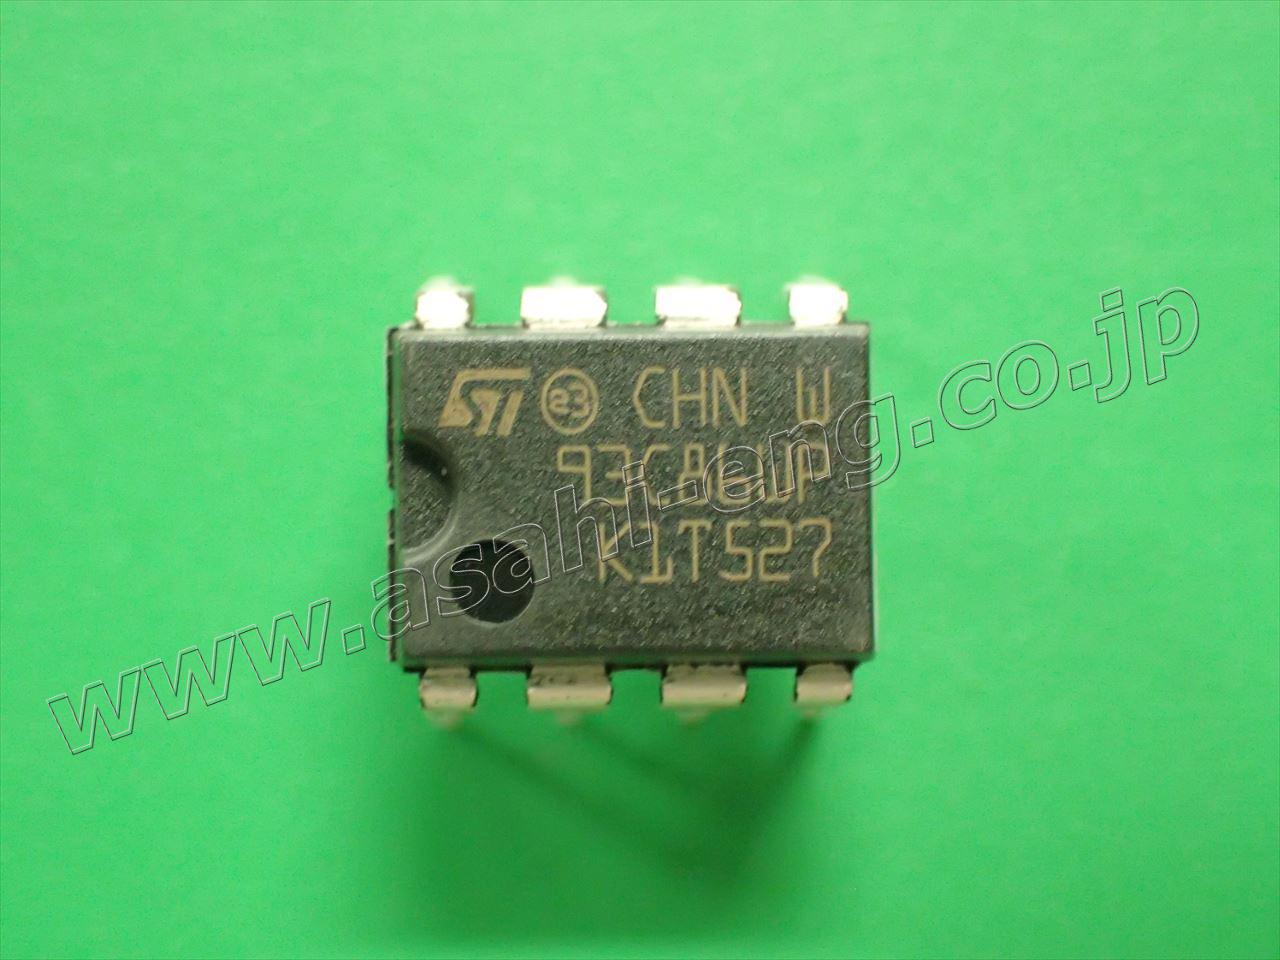 ST e3 CHN W
93C86WP
K1T527
www.asahi-eng.co.jp